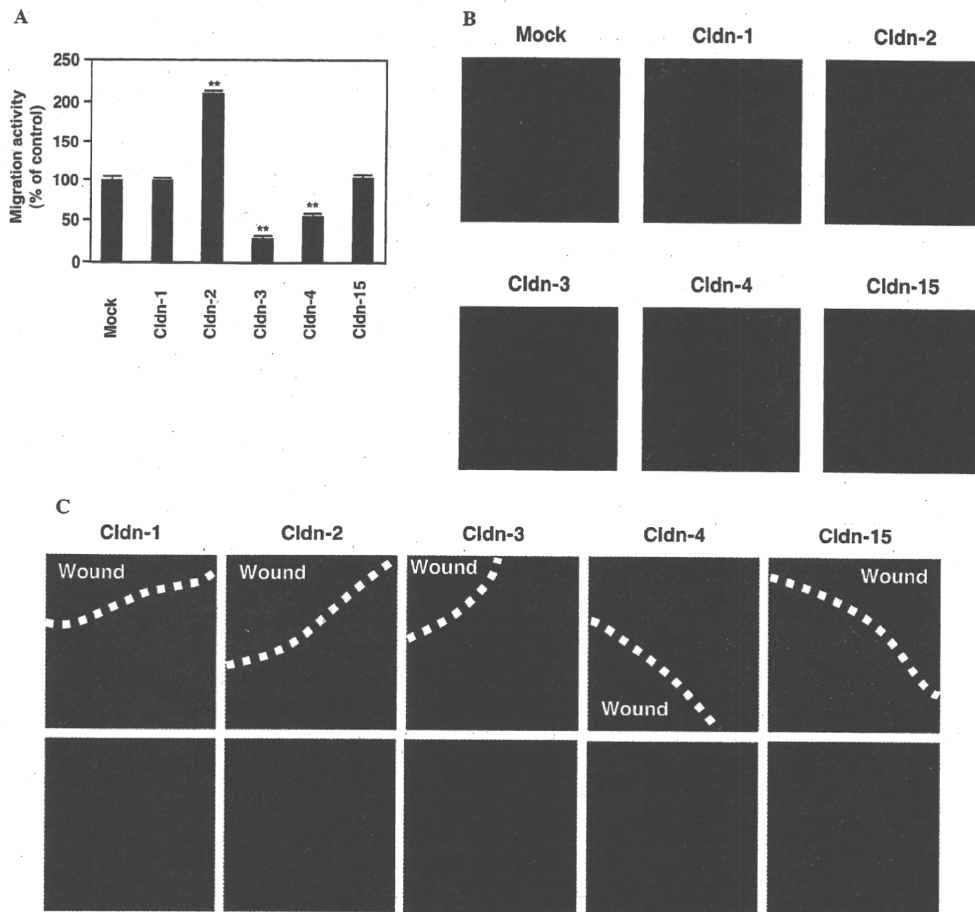 A
Migration activity
(% of control)
250
200
150
100
50
0
**
**
**
Mock
Cldn-1
Cldn-2
Cldn-3
Cldn-4
Cldn-15
B
Mock Cldn-1 Cldn-2
Cldn-3 Cldn-4 Cldn-15
C
Cldn-1 Cldn-2 Cldn-3 Cldn-4 Cldn-15
Wound Wound Wound Wound Wound